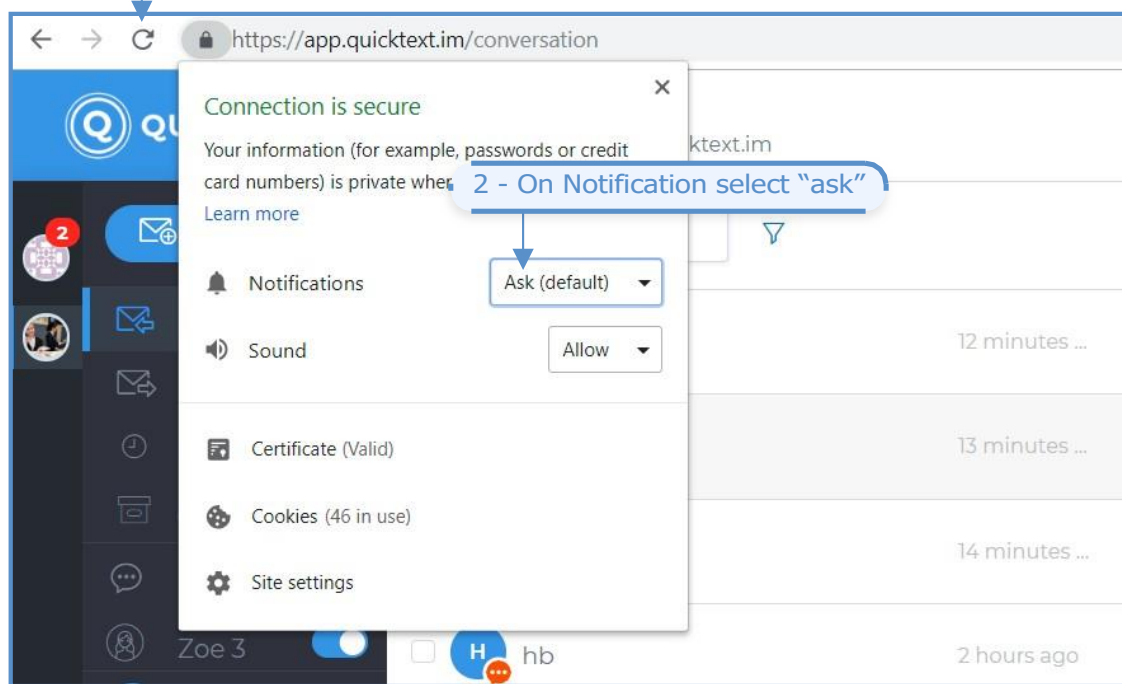 https://app.quicktext.im/conversation
Q QU
Connection is secure
Your information (for example, passwords or credit
card numbers) is private when
Learn more
ktext.im
2 - On Notification select “ask”
2
Notifications Ask (default)
Sound Allow
12 minutes ...
Certificate (Valid)
13 minutes ...
Cookies (46 in use)
14 minutes ...
Site settings
Zoe 3
H hb
2 hours ago